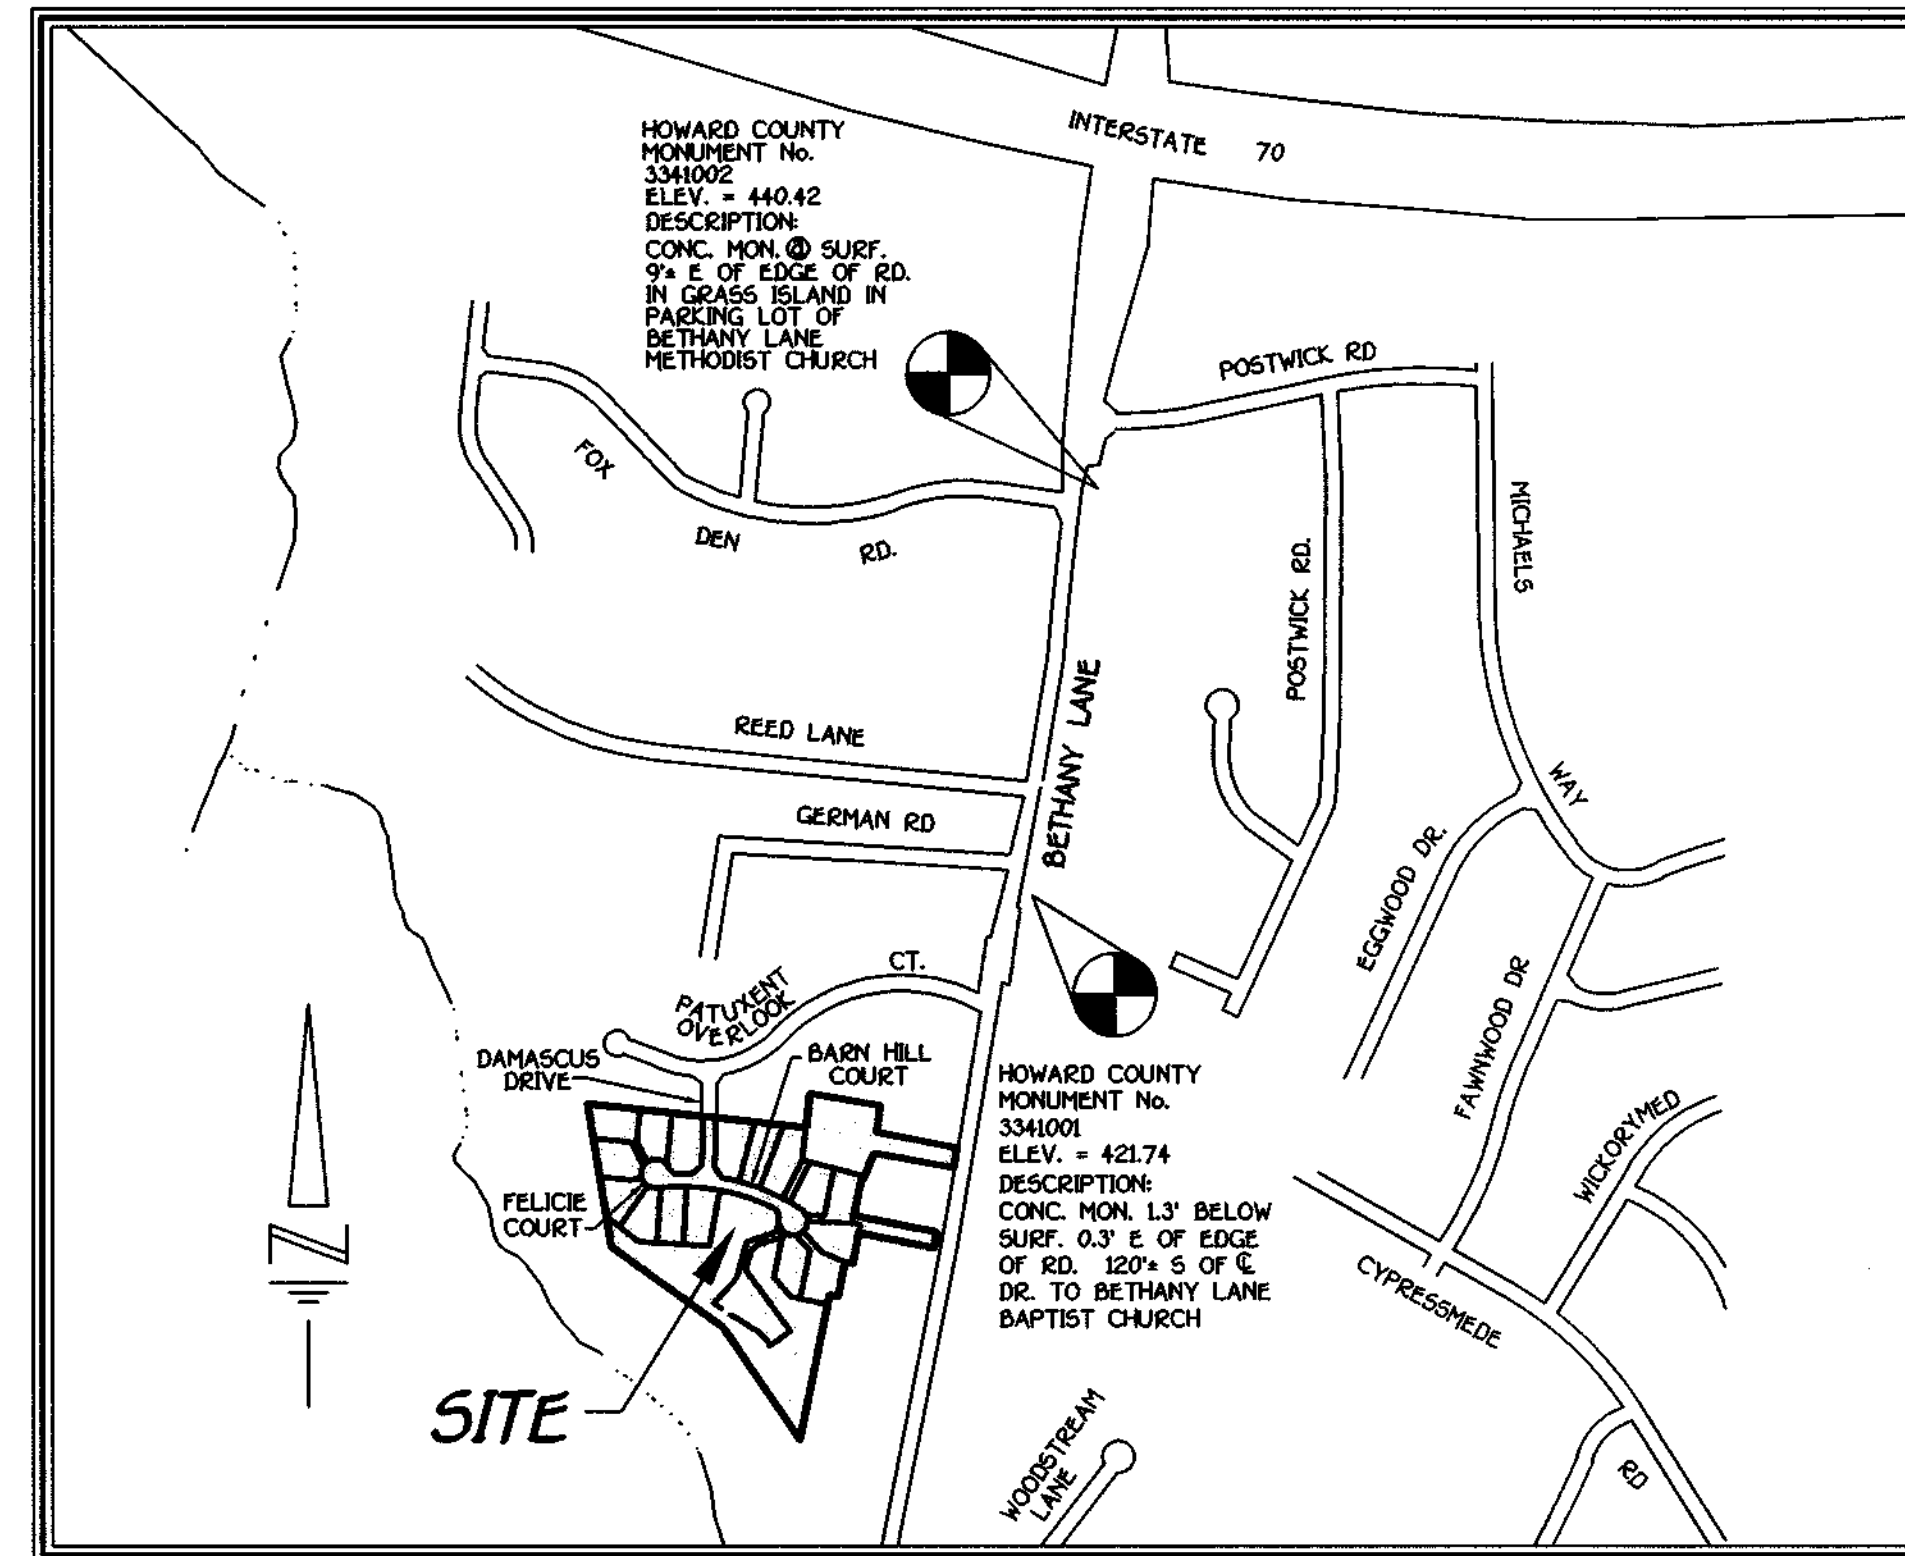 INTERSTATE 70
HOWARD COUNTY
MONUMENT No.
3341002
ELEV. = 440.42
DESCRIPTION:
CONC. MON. @ SURF.
9'± E OF EDGE OF RD.
IN GRASS ISLAND IN
PARKING LOT OF
BETHANY LANE
METHODIST CHURCH
POSTWICK RD
FOX
DEN
RD.
MICHAELS
WAY
POSTWICK RD.
BETHANY LANE
REED LANE
GERMAN RD
EGGWOOD DR.
FAWNWOOD DR
PATUXENT
OVERLOOK
CT.
DAMASCUS
DRIVE
BARN HILL
COURT
FELICIE
COURT
HOWARD COUNTY
MONUMENT No.
3341001
ELEV. = 421.74
DESCRIPTION:
CONC. MON. 1.3' BELOW
SURF. 0.3' E OF EDGE
OF RD. 120'± S OF ℄
DR. TO BETHANY LANE
BAPTIST CHURCH
WICKORYMED
CYPRESSMEDE
RD
SITE
WOODSTREAM
LANE
N